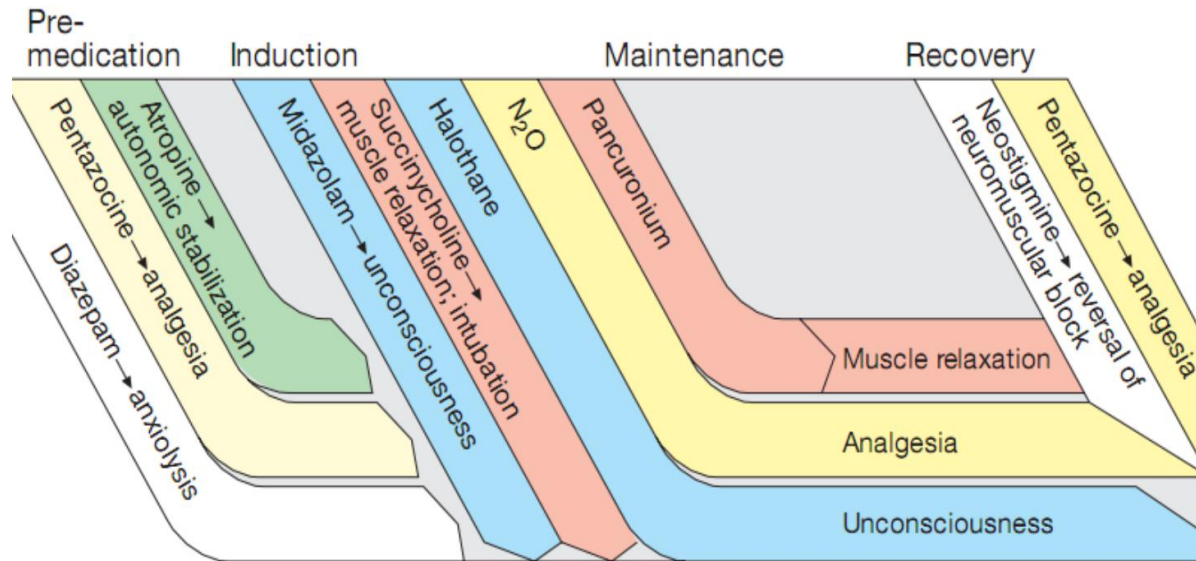 Pre-
medication
Induction
Maintenance
Recovery
Diazepam → anxiolysis
Pentazocine → analgesia
Atropine →
autonomic stabilization
Midazolam → unconsciousness
Succinycholine →
muscle relaxation; intubation
Halothane
N₂O
Pancuronium
Neostigmine → reversal of
neuromuscular block
Pentazocine → analgesia
Muscle relaxation
Analgesia
Unconsciousness